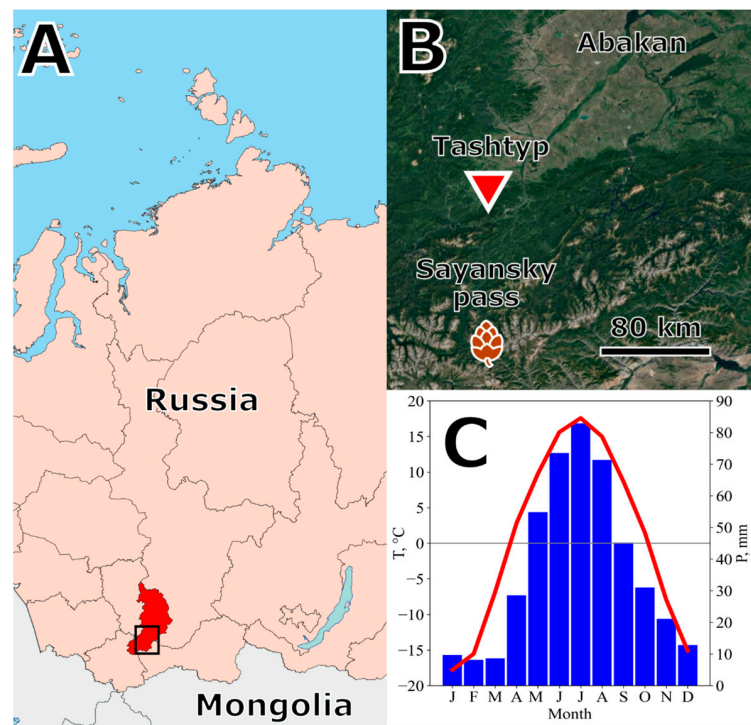 A
Russia
Mongolia
B
Abakan
Tashtyp
Sayansky
pass
80 km
C
20
15
10
5
0
−5
−10
−15
−20
T, °C
90
80
70
60
50
40
30
20
10
0
P, mm
J F M A M J J A S O N D
Month